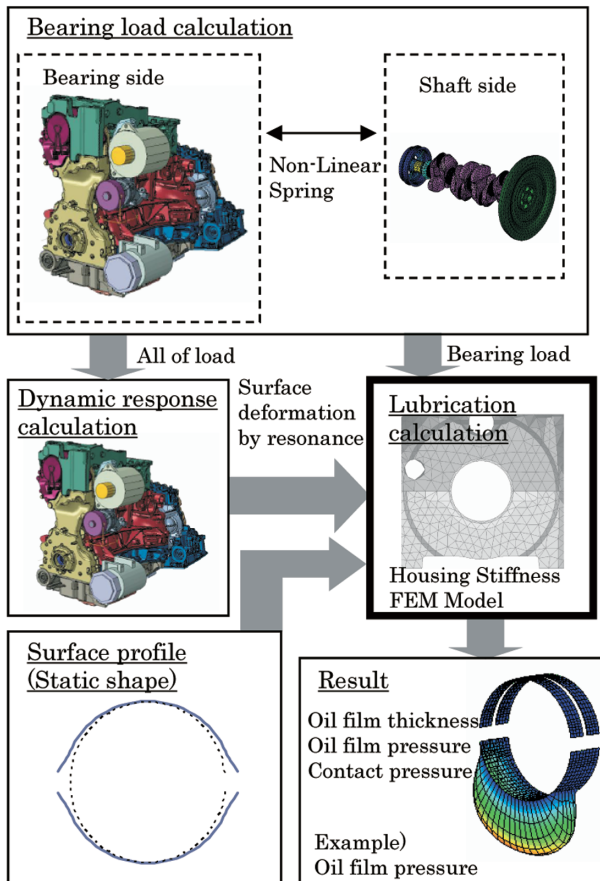 Bearing load calculation
Bearing side
Shaft side
Non-Linear
Spring
All of load
Bearing load
Dynamic response
calculation
Surface
deformation
by resonance
Lubrication
calculation
Housing Stiffness
FEM Model
Surface profile
(Static shape)
Result
Oil film thickness
Oil film pressure
Contact pressure
Example)
Oil film pressure